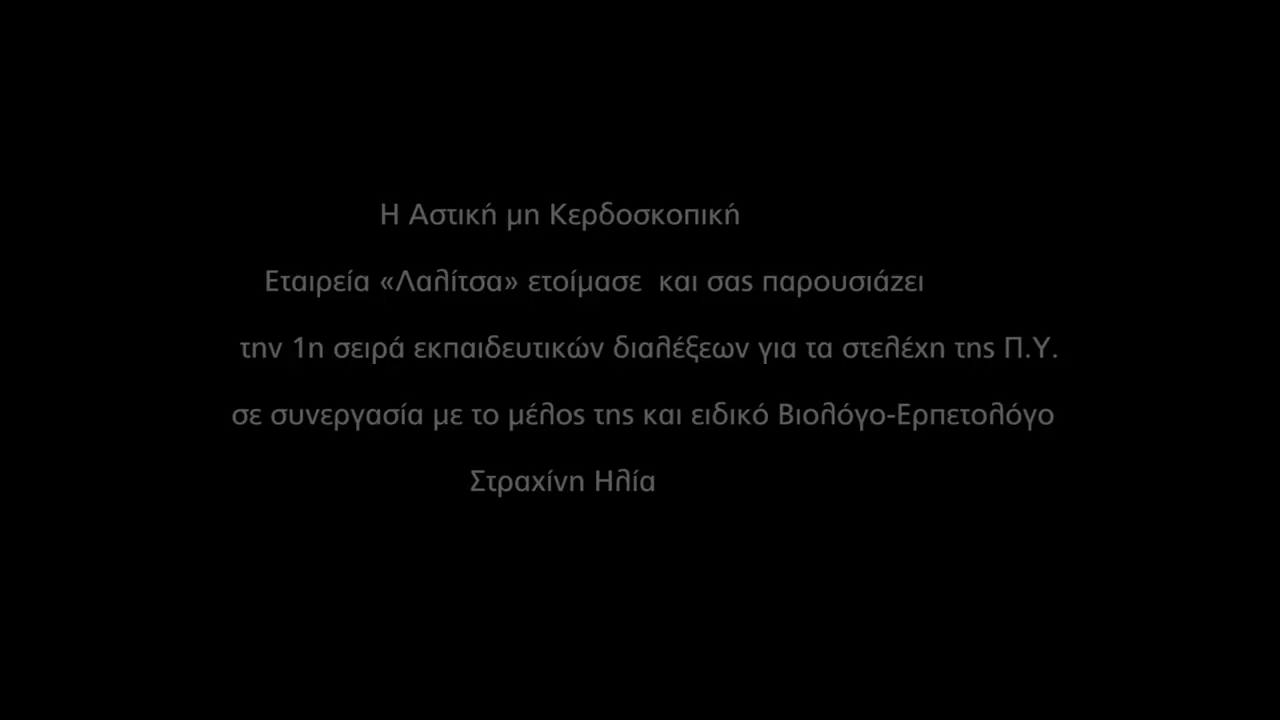 Η Αστική μη Κερδοσκοπική
Εταιρεία «Λαλίτσα» ετοίμασε και σας παρουσιάζει
την 1η σειρά εκπαιδευτικών διαλέξεων για τα στελέχη της Π.Υ.
σε συνεργασία με το μέλος της και ειδικό Βιολόγο-Ερπετολόγο
Στραχίνη Ηλία